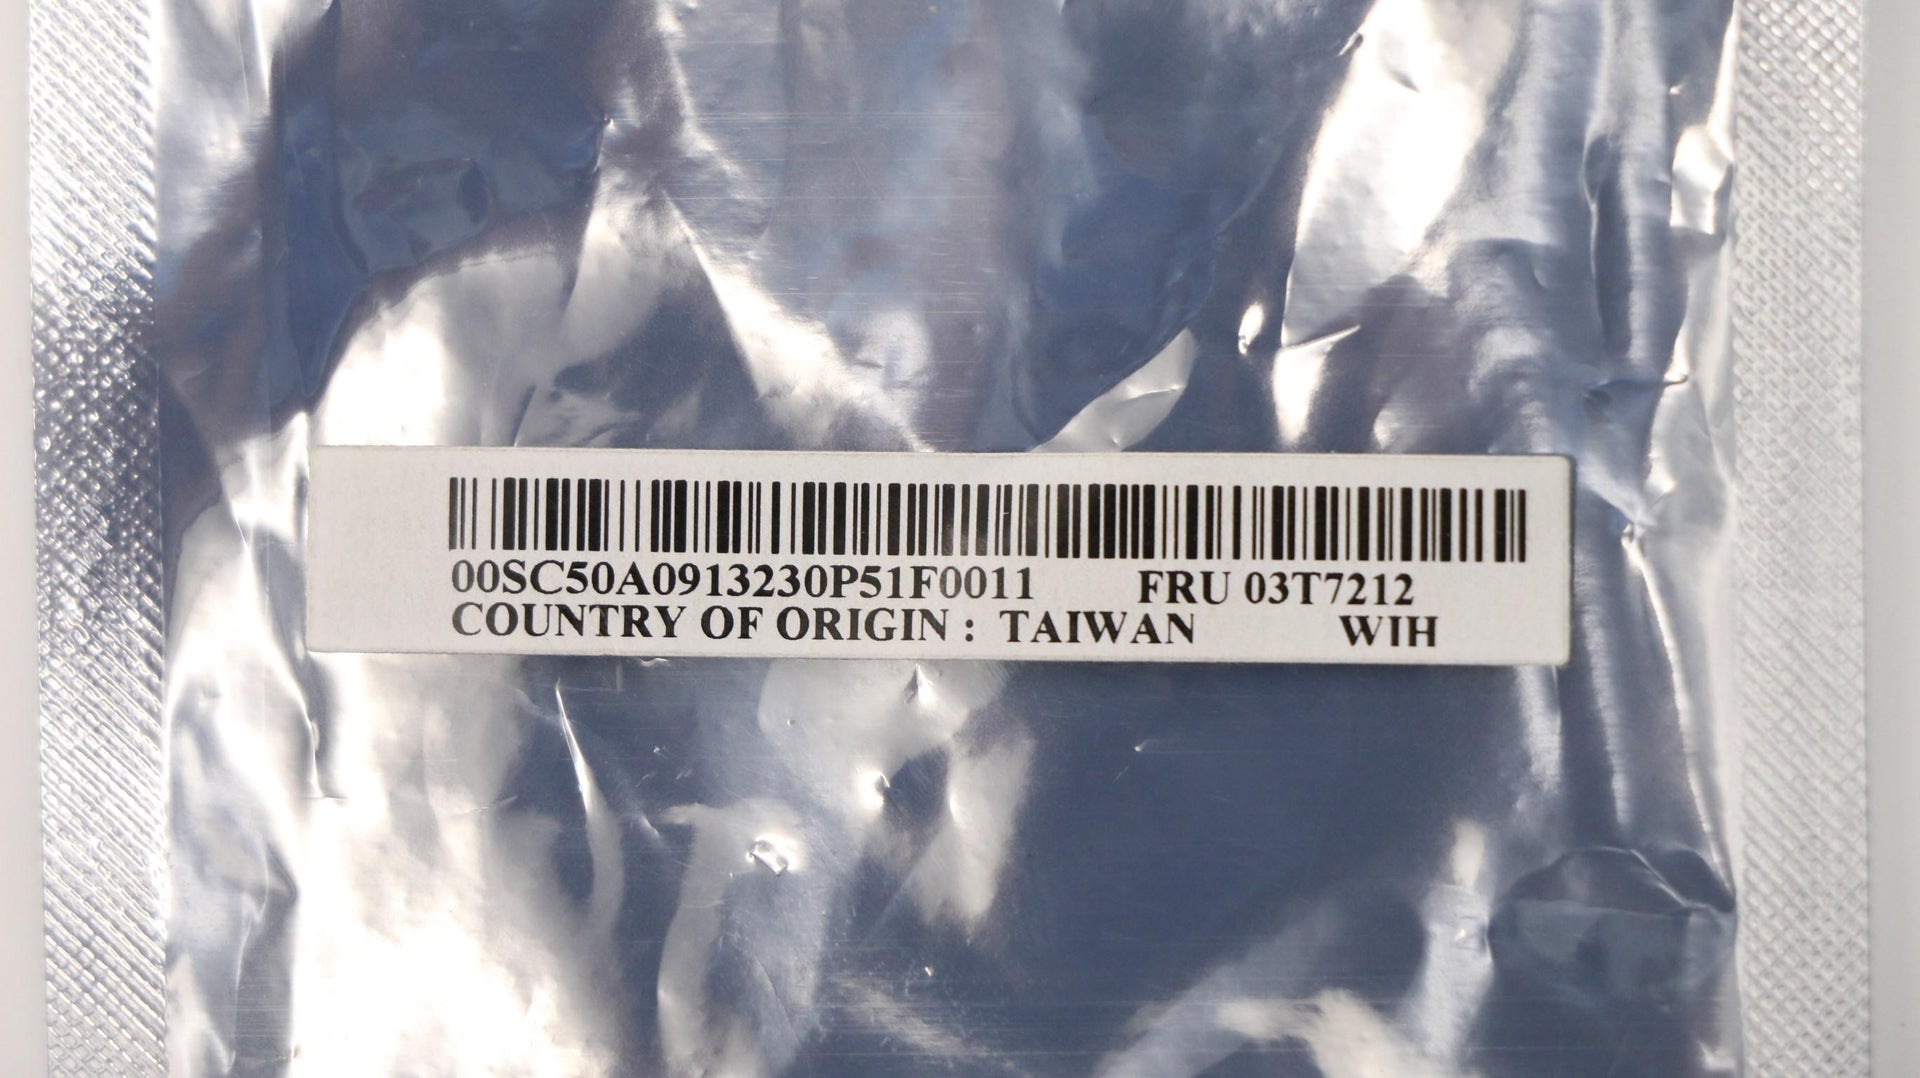 00SC50A0913230P51F0011 FRU 03T7212
COUNTRY OF ORIGIN : TAIWAN WIH